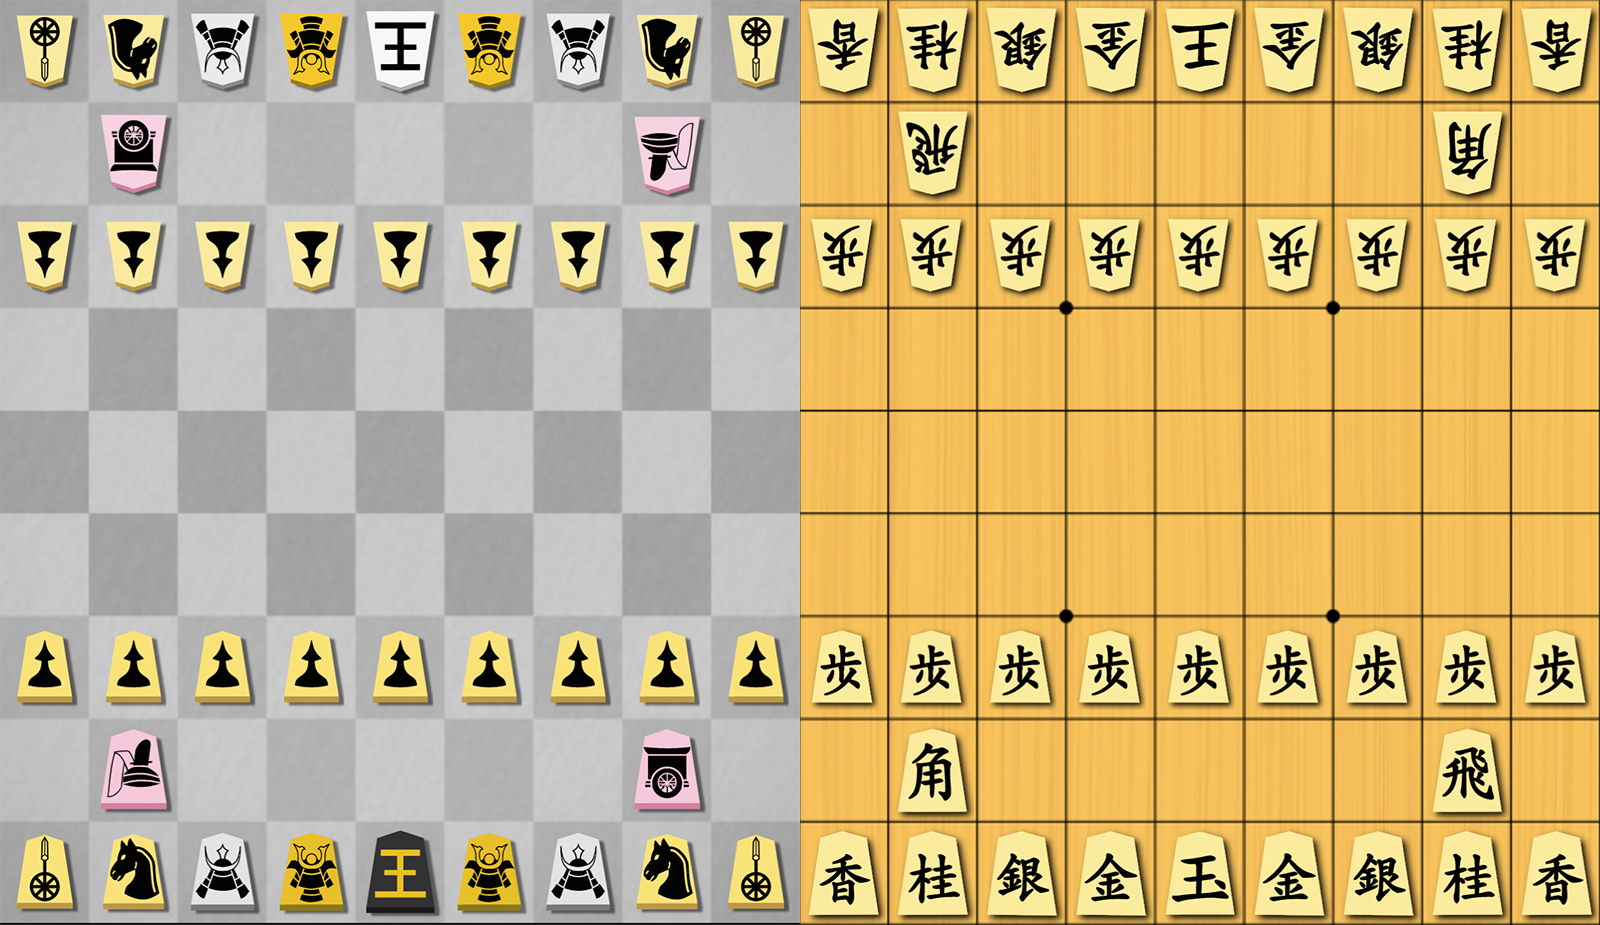 王 香 桂 銀 金 王 金 銀 桂 香
飛 角
歩 歩 歩 歩 歩 歩 歩 歩 歩
歩 歩 歩 歩 歩 歩 歩 歩 歩
角 飛
王 香 桂 銀 金 玉 金 銀 桂 香